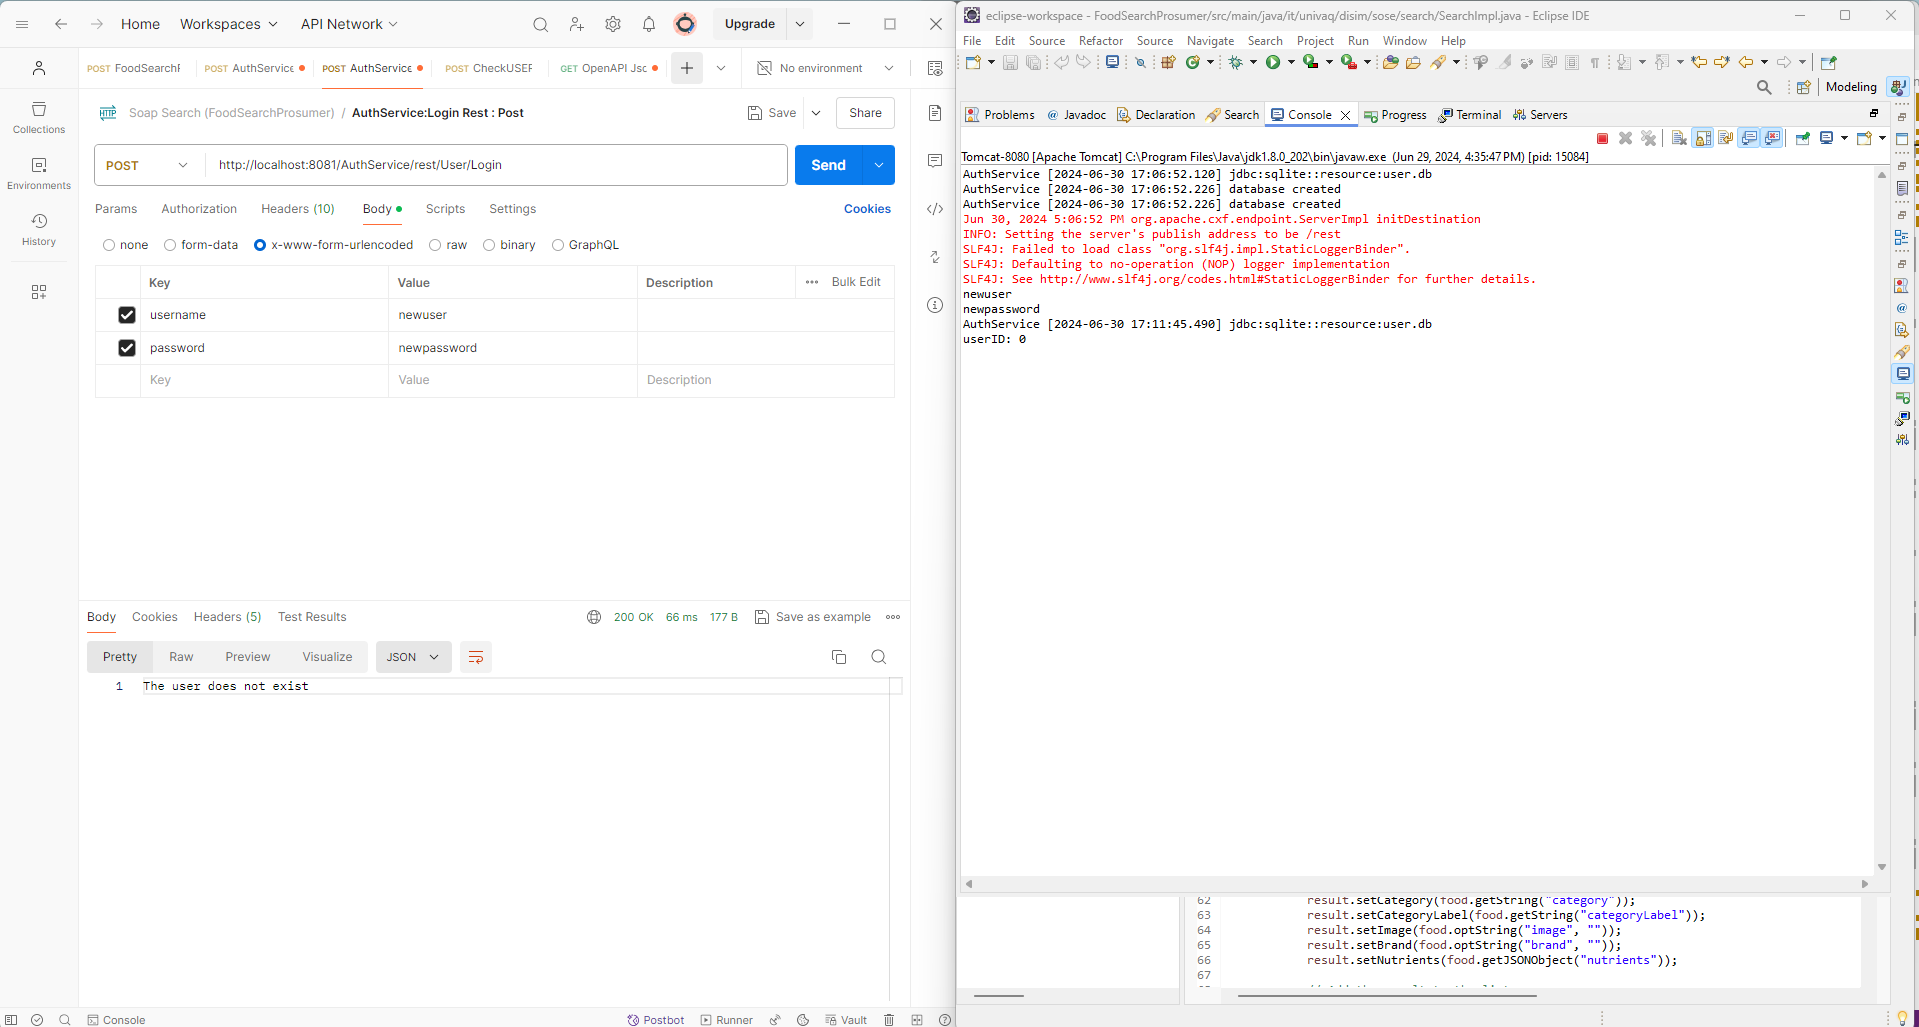 Home
Workspaces
API Network
Upgrade
POST FoodSearchF
POST AuthService
POST AuthService
POST CheckUSER
GET OpenAPI Jsc
No environment
Collections
Environments
History
HTTP
Soap Search (FoodSearchProsumer) / AuthService:Login Rest : Post
Save
Share
POST
http://localhost:8081/AuthService/rest/User/Login
Send
Params
Authorization
Headers (10)
Body
Scripts
Settings
Cookies
none
form-data
x-www-form-urlencoded
raw
binary
GraphQL
Key
Value
Description
Bulk Edit
username
newuser
password
newpassword
Key
Value
Description
Body
Cookies
Headers (5)
Test Results
200 OK
66 ms
177 B
Save as example
Pretty
Raw
Preview
Visualize
JSON
1
The user does not exist
Console
Postbot
Runner
Vault
eclipse-workspace - FoodSearchProsumer/src/main/java/it/univaq/disim/sose/search/SearchImpl.java - Eclipse IDE
File Edit Source Refactor Source Navigate Search Project Run Window Help
Modeling
Problems
Javadoc
Declaration
Search
Console
Progress
Terminal
Servers
Tomcat-8080 [Apache Tomcat] C:\Program Files\Java\jdk1.8.0_202\bin\javaw.exe (Jun 29, 2024, 4:35:47 PM) [pid: 15084]
AuthService [2024-06-30 17:06:52.120] jdbc:sqlite::resource:user.db
AuthService [2024-06-30 17:06:52.226] database created
AuthService [2024-06-30 17:06:52.226] database created
Jun 30, 2024 5:06:52 PM org.apache.cxf.endpoint.ServerImpl initDestination
INFO: Setting the server's publish address to be /rest
SLF4J: Failed to load class "org.slf4j.impl.StaticLoggerBinder".
SLF4J: Defaulting to no-operation (NOP) logger implementation
SLF4J: See http://www.slf4j.org/codes.html#StaticLoggerBinder for further details.
newuser
newpassword
AuthService [2024-06-30 17:11:45.490] jdbc:sqlite::resource:user.db
userID: 0
62 result.setCategory(food.getString("category"));
63 result.setCategoryLabel(food.getString("categoryLabel"));
64 result.setImage(food.optString("image", ""));
65 result.setBrand(food.optString("brand", ""));
66 result.setNutrients(food.getJSONObject("nutrients"));
67